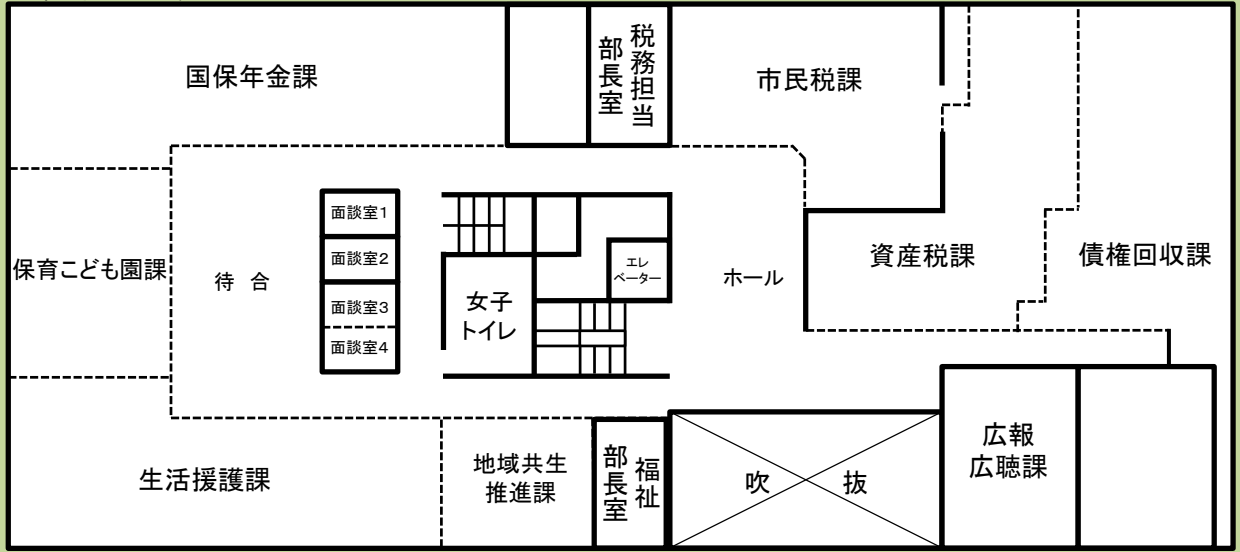 国保年金課
税務担当
部長室
市民税課
面談室1
面談室2
面談室3
面談室4
保育こども園課
待 合
女子
トイレ
エレ
ベーター
ホール
資産税課
債権回収課
生活援護課
地域共生
推進課
福祉
部長室
吹 抜
広報
広聴課